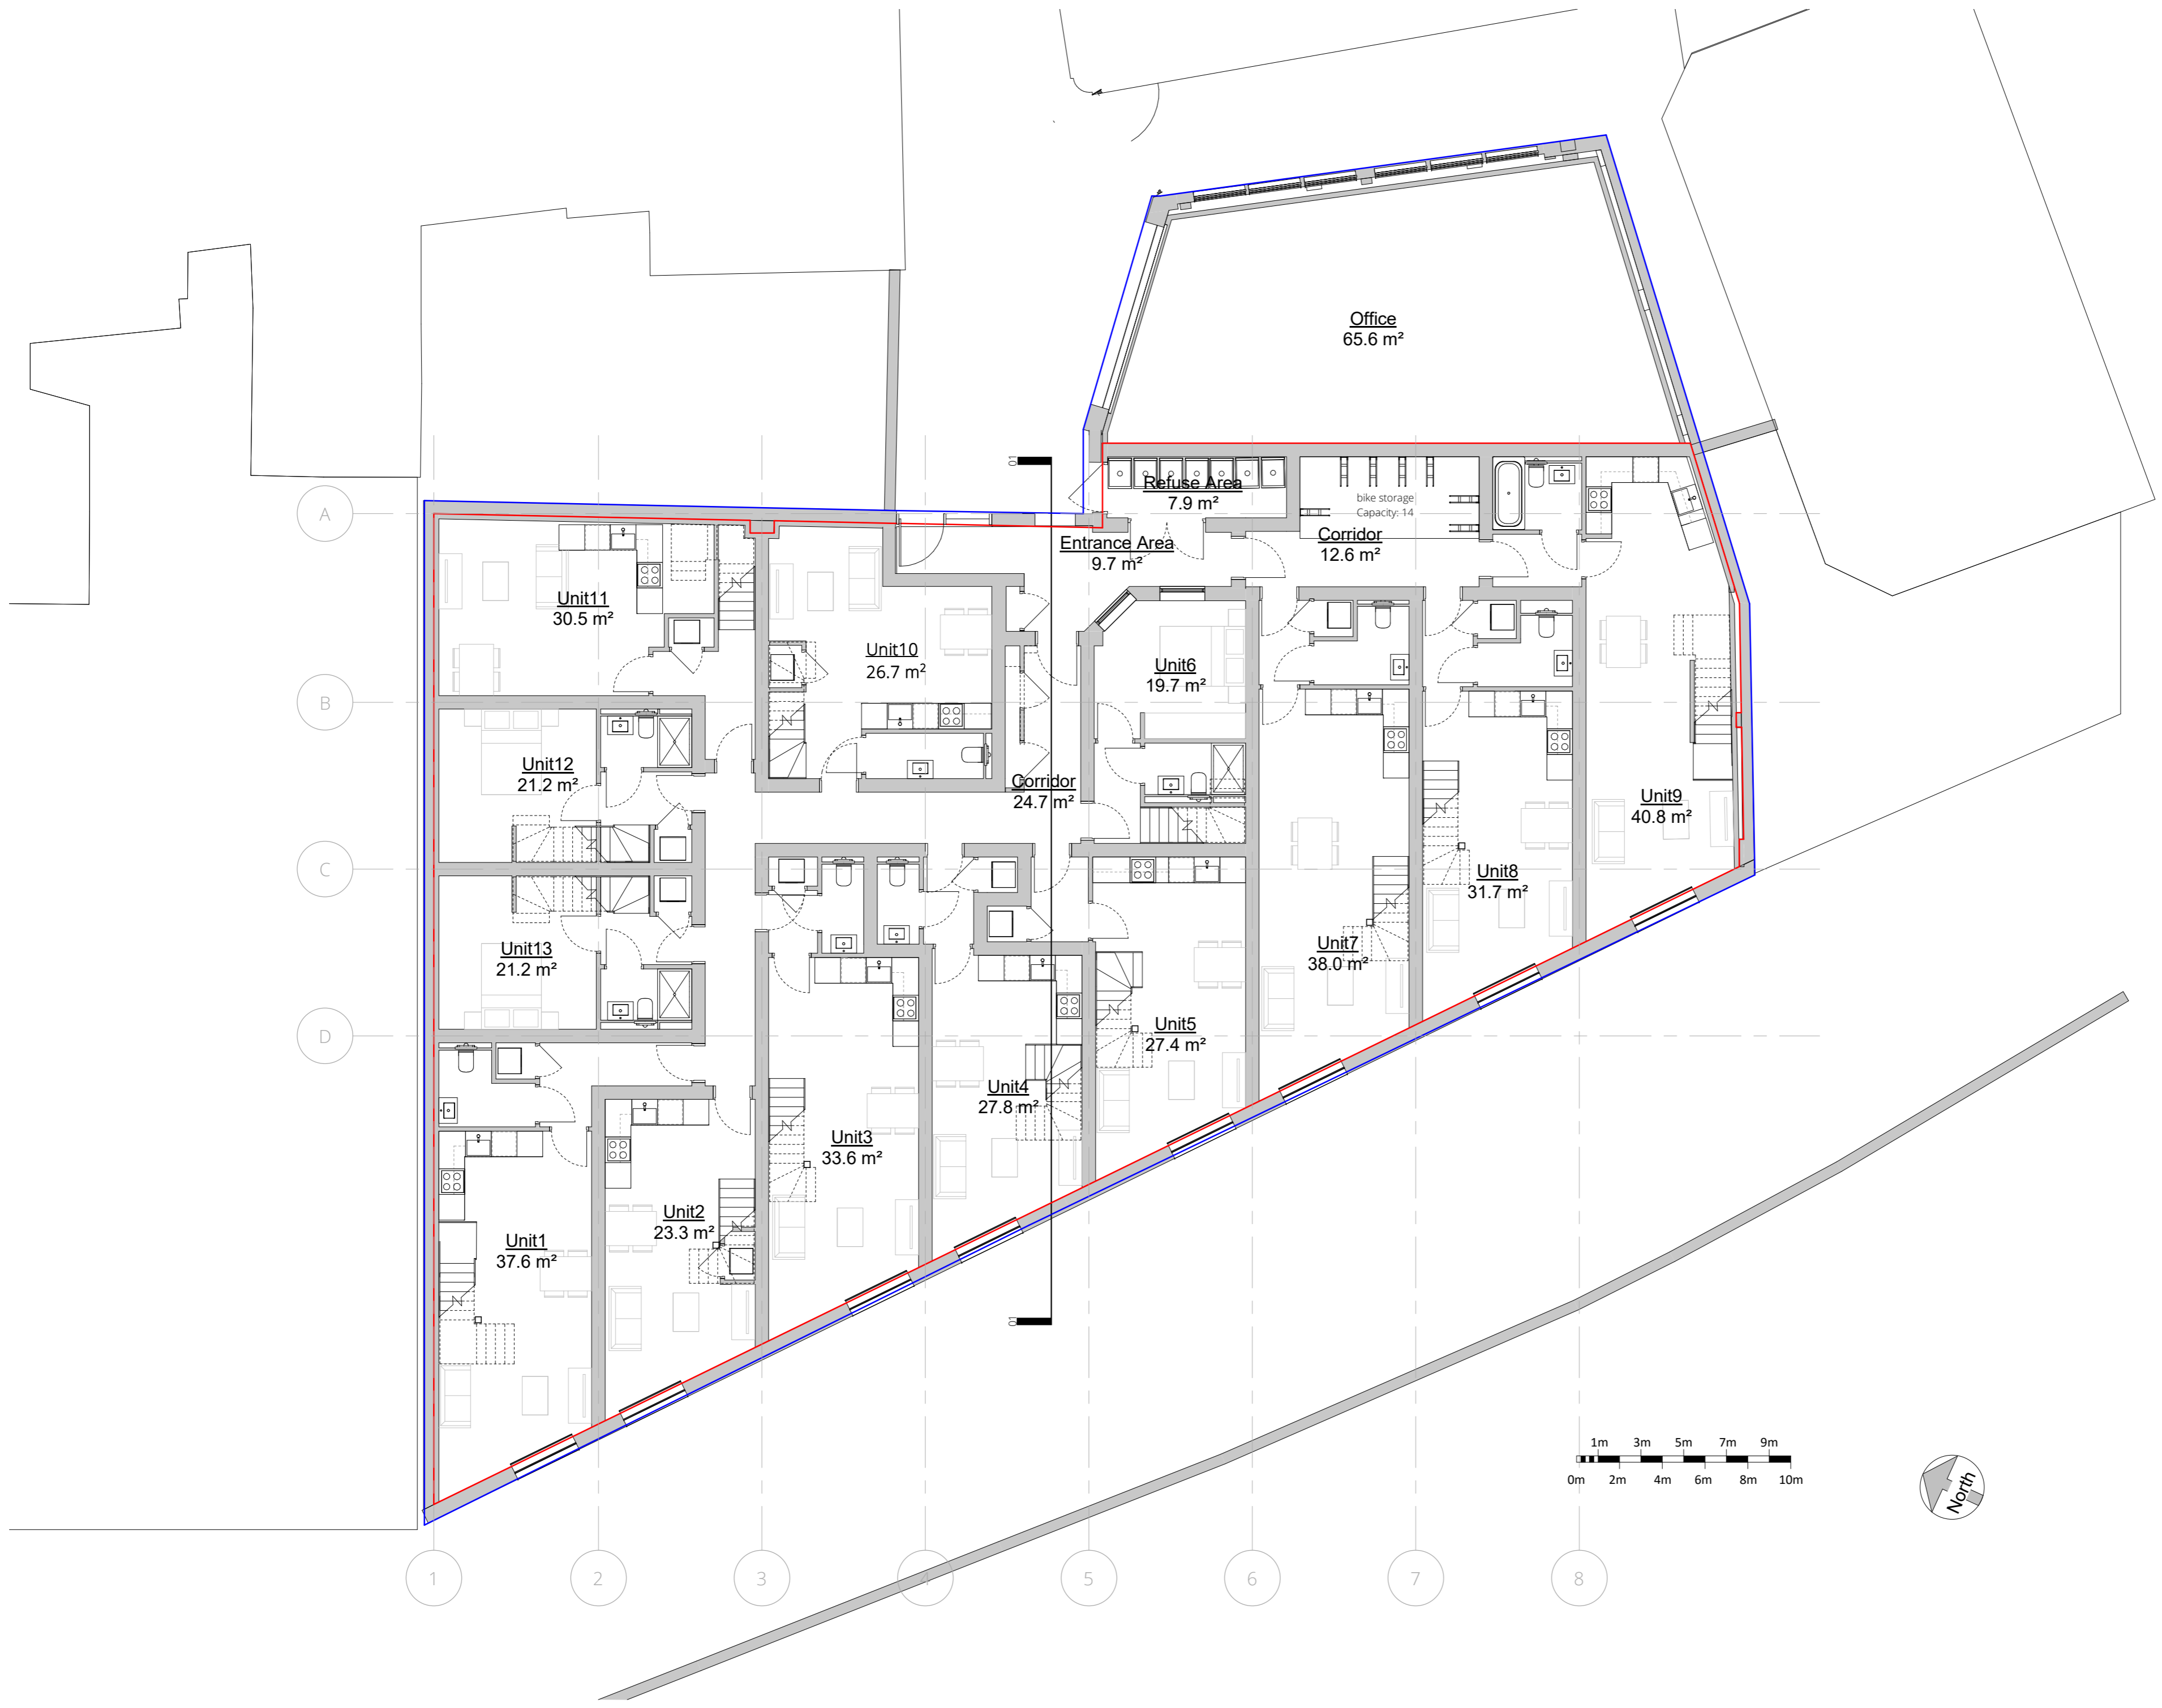 Office
65.6 m²
01
Refuse Area
7.9 m²
bike storage
Capacity: 14
Corridor
12.6 m²
Entrance Area
9.7 m²
A
Unit11
30.5 m²
Unit10
26.7 m²
Unit6
19.7 m²
B
Unit12
21.2 m²
Corridor
24.7 m²
Unit9
40.8 m²
C
Unit8
31.7 m²
Unit13
21.2 m²
Unit7
38.0 m²
D
Unit5
27.4 m²
Unit4
27.8 m²
Unit3
33.6 m²
Unit2
23.3 m²
Unit1
37.6 m²
01
1m 3m 5m 7m 9m
0m 2m 4m 6m 8m 10m
North
1 2 3 4 5 6 7 8